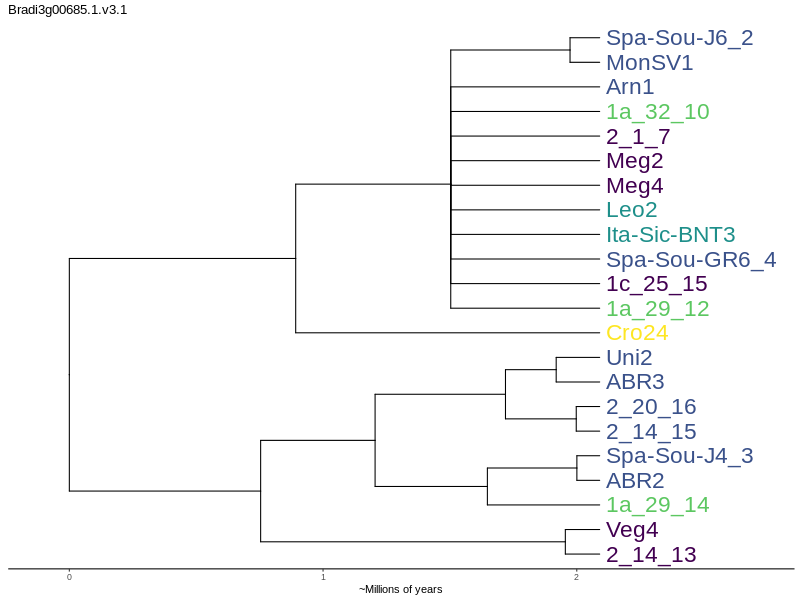 Bradi3g00685.1.v3.1
Spa-Sou-J6_2
MonSV1
Arn1
1a_32_10
2_1_7
Meg2
Meg4
Leo2
Ita-Sic-BNT3
Spa-Sou-GR6_4
1c_25_15
1a_29_12
Cro24
Uni2
ABR3
2_20_16
2_14_15
Spa-Sou-J4_3
ABR2
1a_29_14
Veg4
2_14_13
0 1 2
~Millions of years